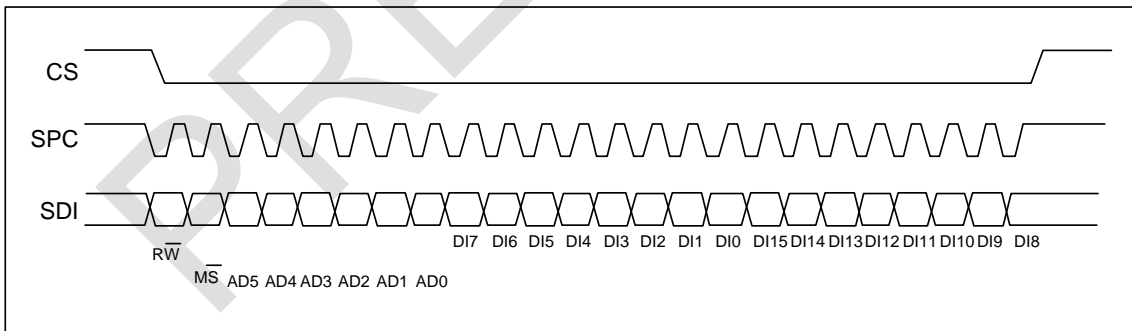 CS
SPC
SDI
DI7 DI6 DI5 DI4 DI3 DI2 DI1 DI0 DI15 DI14 DI13 DI12 DI11 DI10 DI9 DI8
RW̅
MS̅ AD5 AD4 AD3 AD2 AD1 AD0